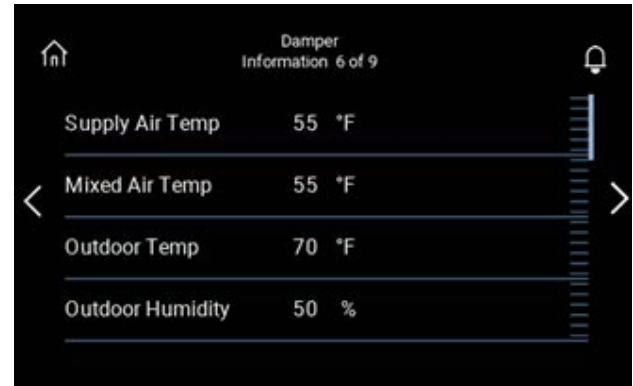 Damper
Information 6 of 9
Supply Air Temp 55 °F
Mixed Air Temp 55 °F
Outdoor Temp 70 °F
Outdoor Humidity 50 %